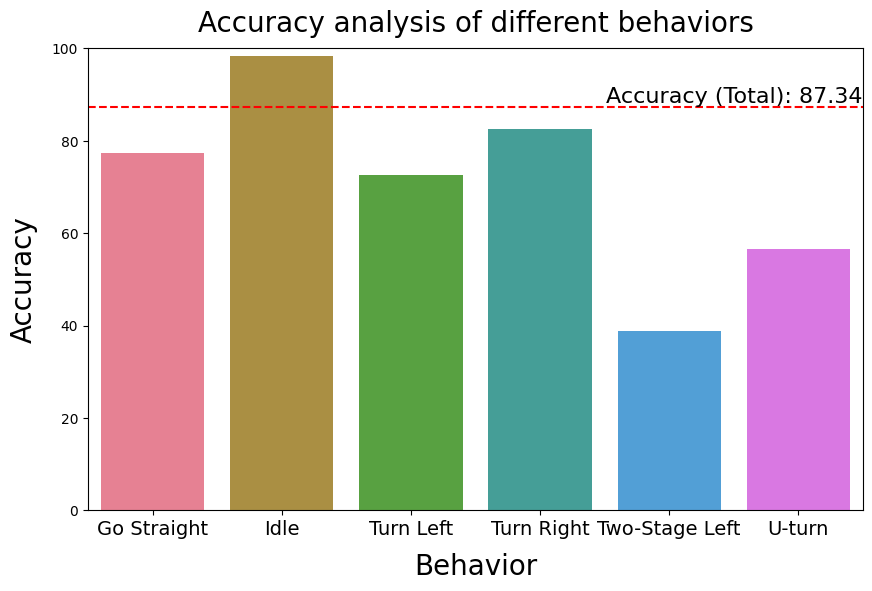 Accuracy analysis of different behaviors
100
80
60
40
20
0
Accuracy
Accuracy (Total): 87.34
Go Straight Idle Turn Left Turn Right Two-Stage Left U-turn
Behavior